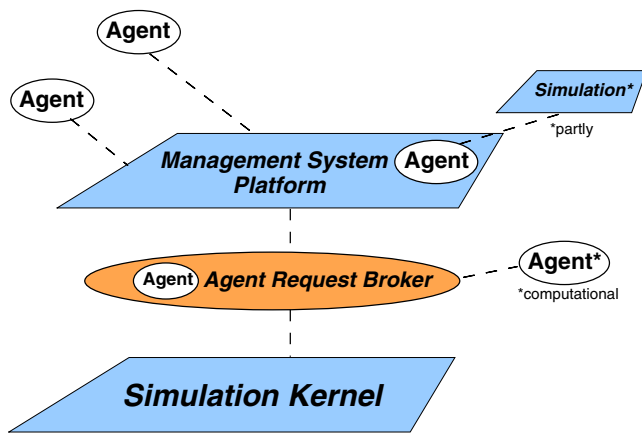 Agent
Agent
Simulation*
*partly
Management System
Platform
Agent
Agent
Agent Request Broker
Agent*
*computational
Simulation Kernel